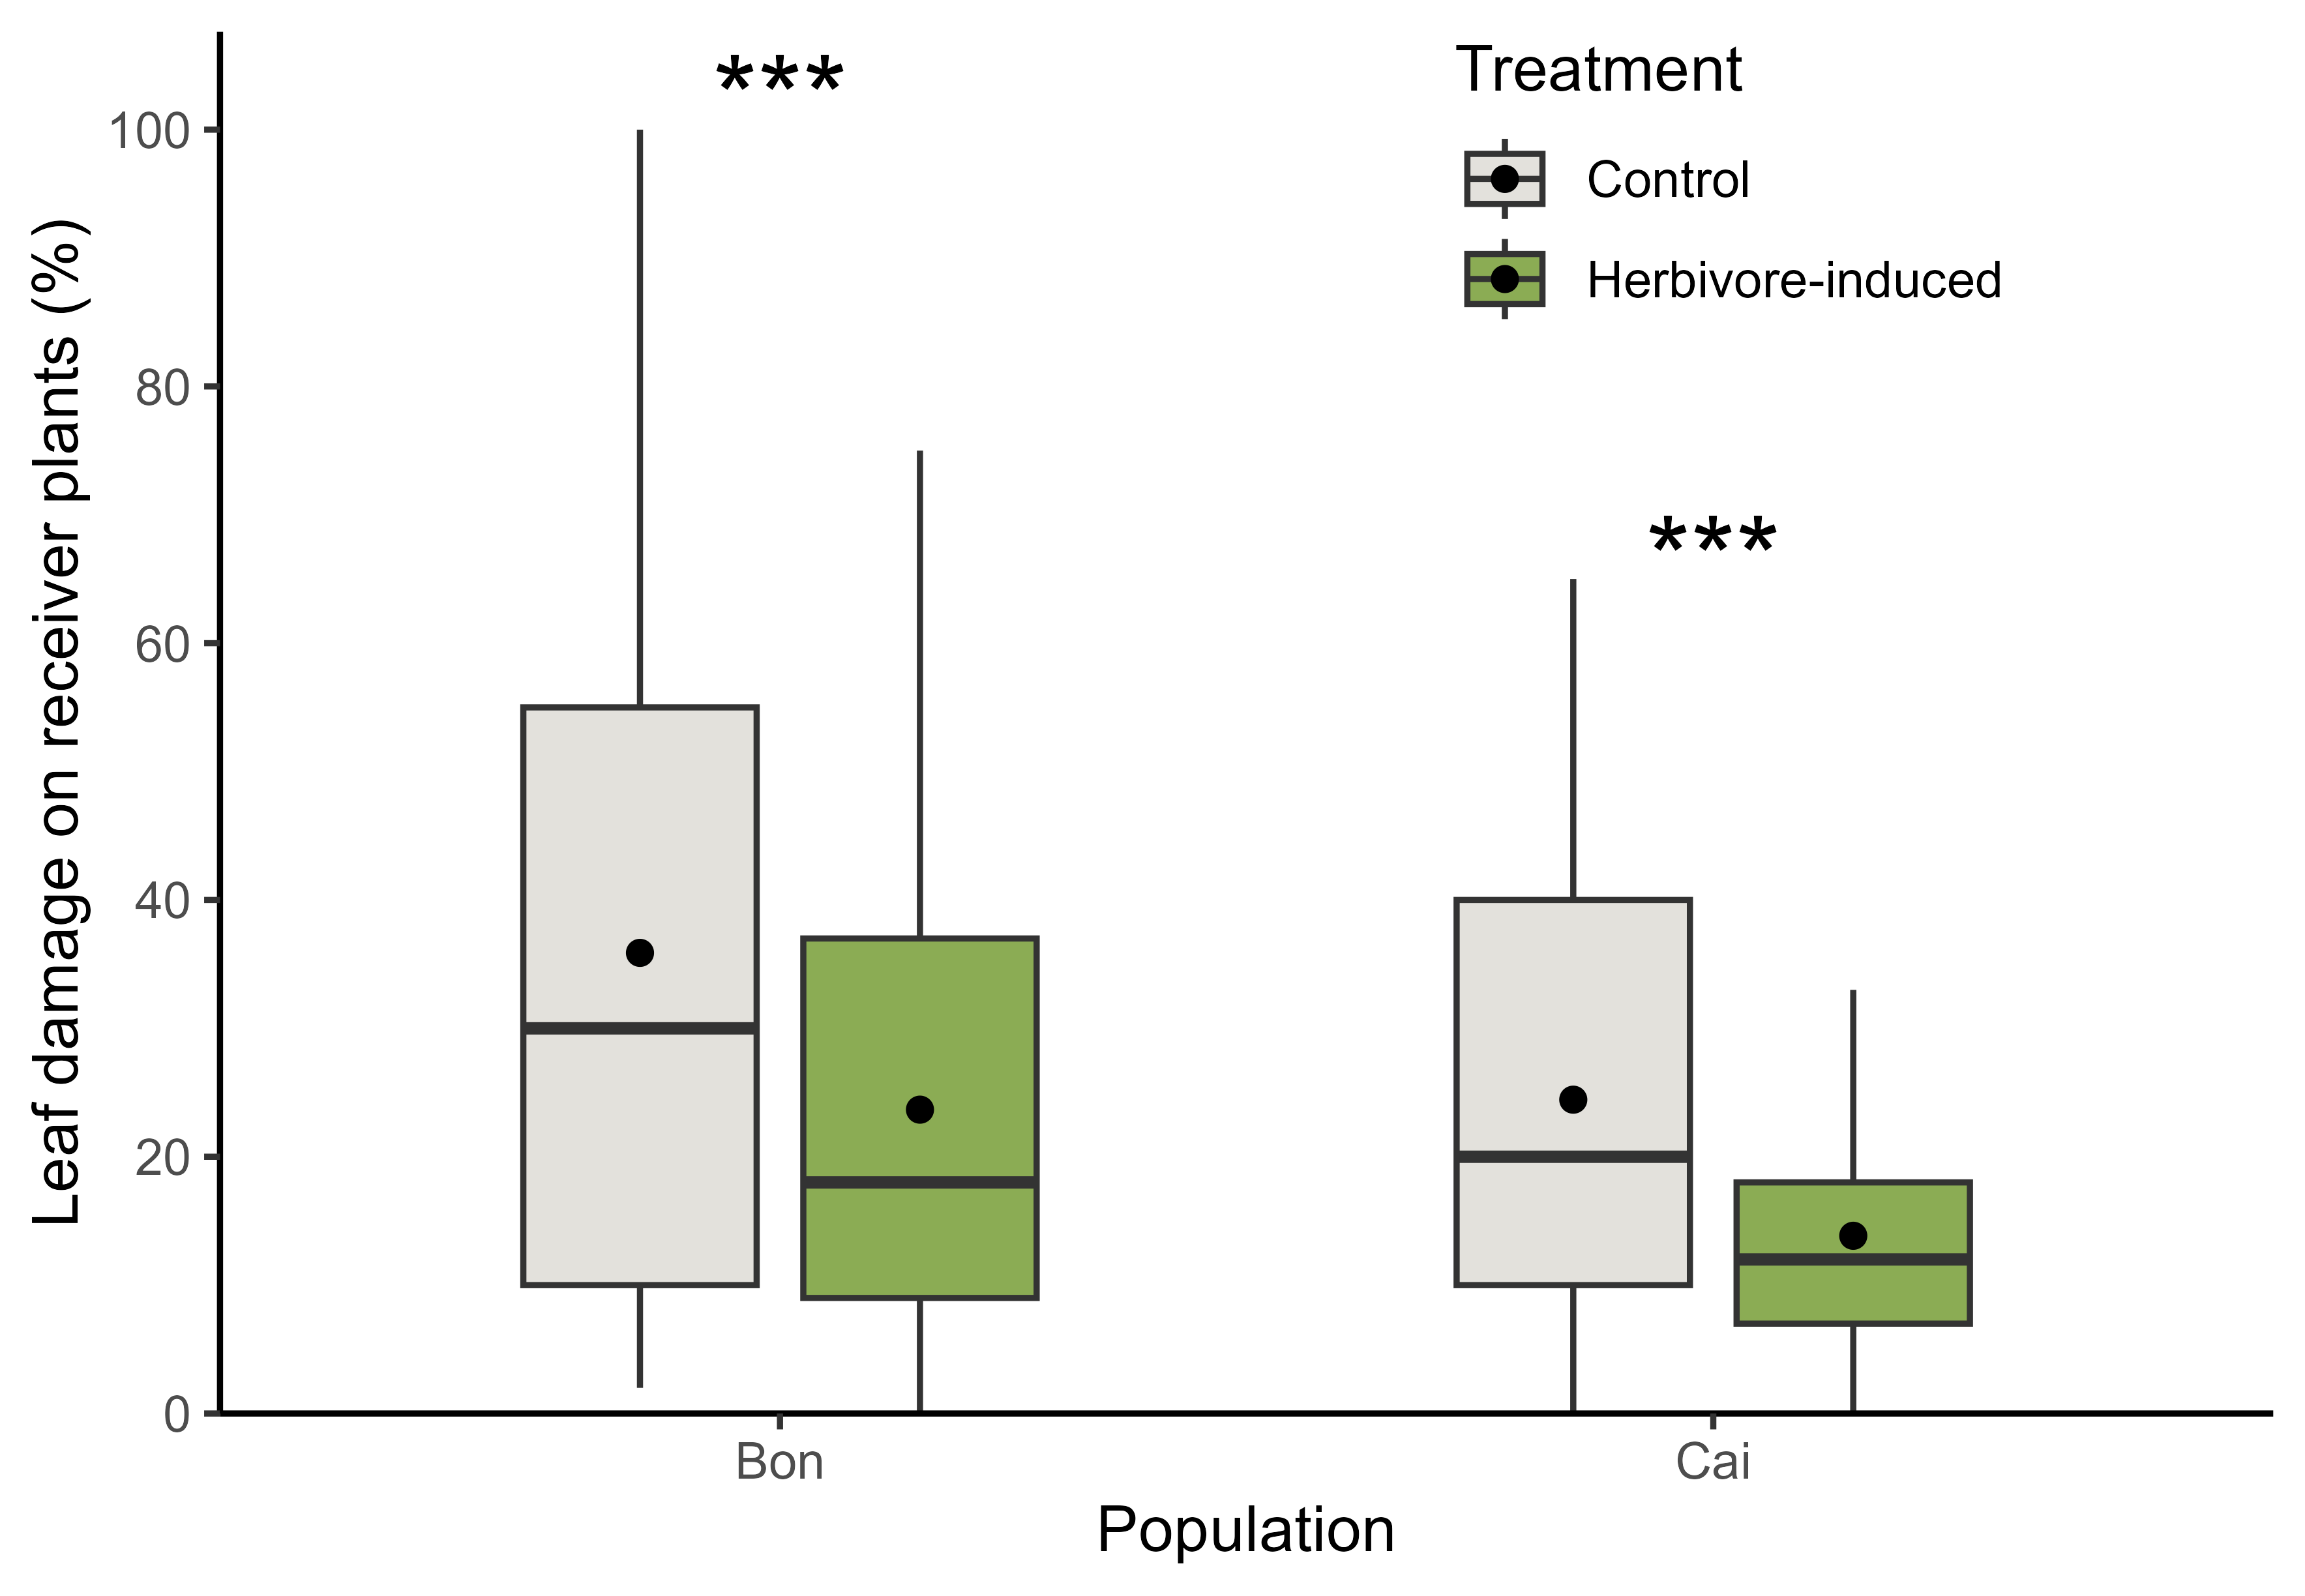 ***
Treatment
Control
Herbivore-induced
***
Leaf damage on receiver plants (%)
100
80
60
40
20
0
Bon
Cai
Population